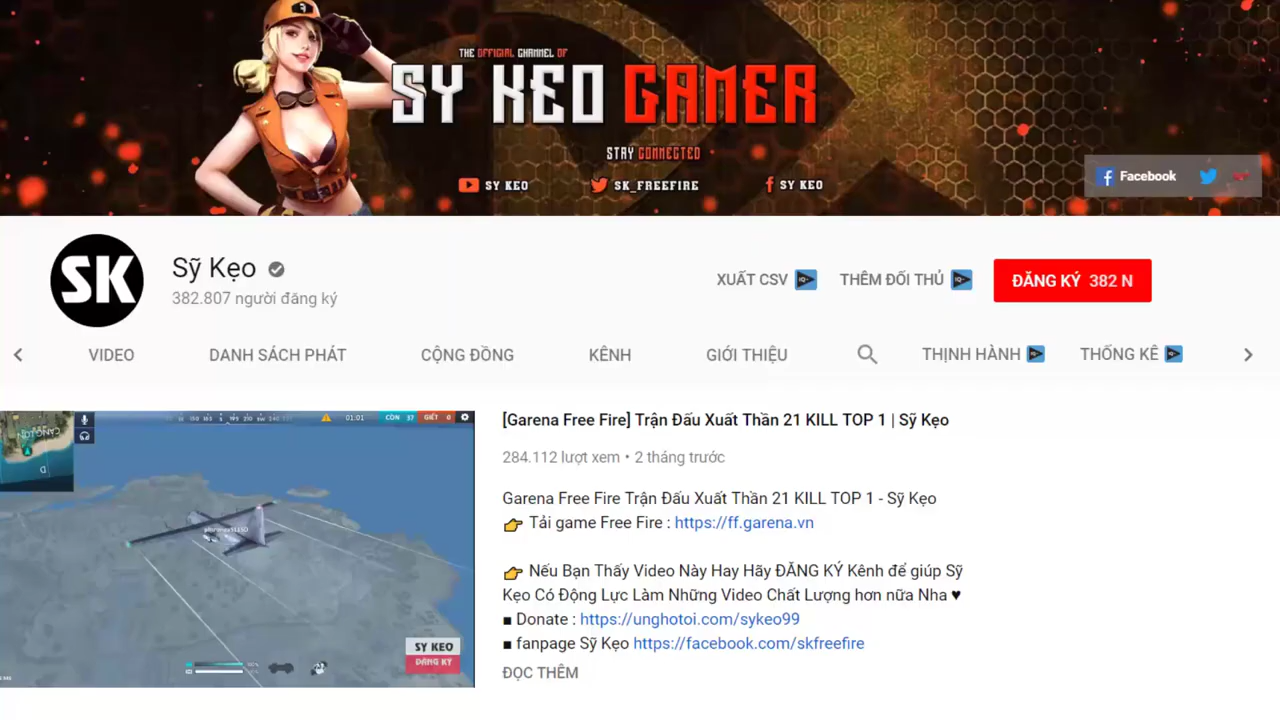 THE OFFICIAL CHANNEL OF
SY KEO GAMER
STAY CONNECTED
SY KEO
SK_FREEFIRE
SY KEO
Facebook
SK
Sỹ Kẹo
382.807 người đăng ký
XUẤT CSV
THÊM ĐỐI THỦ
ĐĂNG KÝ 382 N
VIDEO
DANH SÁCH PHÁT
CỘNG ĐỒNG
KÊNH
GIỚI THIỆU
THỊNH HÀNH
THỐNG KÊ
01:01
CÒN 37
GIẾT 0
SY KEO
ĐĂNG KÝ
[Garena Free Fire] Trận Đấu Xuất Thần 21 KILL TOP 1 | Sỹ Kẹo
284.112 lượt xem • 2 tháng trước
Garena Free Fire Trận Đấu Xuất Thần 21 KILL TOP 1 - Sỹ Kẹo
👉 Tải game Free Fire : https://ff.garena.vn
👉 Nếu Bạn Thấy Video Này Hay Hãy ĐĂNG KÝ Kênh để giúp Sỹ
Kẹo Có Động Lực Làm Những Video Chất Lượng hơn nữa Nha ♥
■ Donate : https://unghotoi.com/sykeo99
■ fanpage Sỹ Kẹo https://facebook.com/skfreefire
ĐỌC THÊM